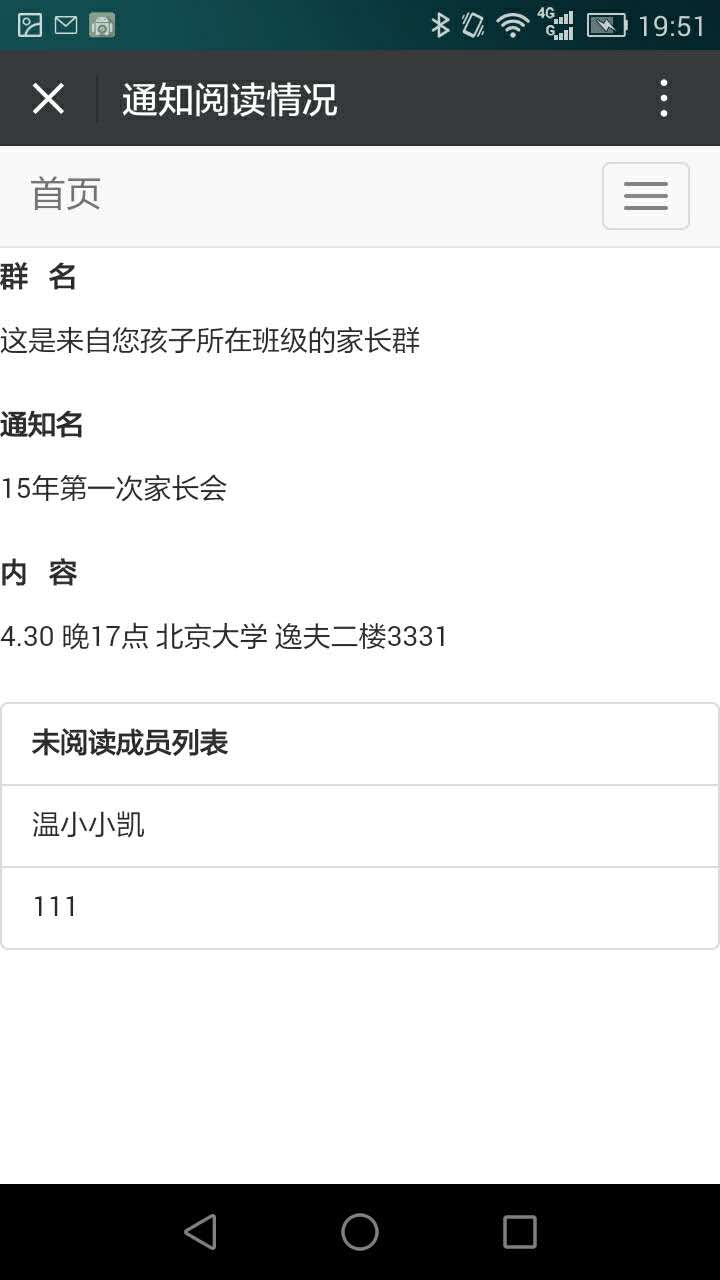 4G
G
19:51
通知阅读情况
首页
群 名
这是来自您孩子所在班级的家长群
通知名
15年第一次家长会
内 容
4.30 晚17点 北京大学 逸夫二楼3331
未阅读成员列表
温小小凯
111